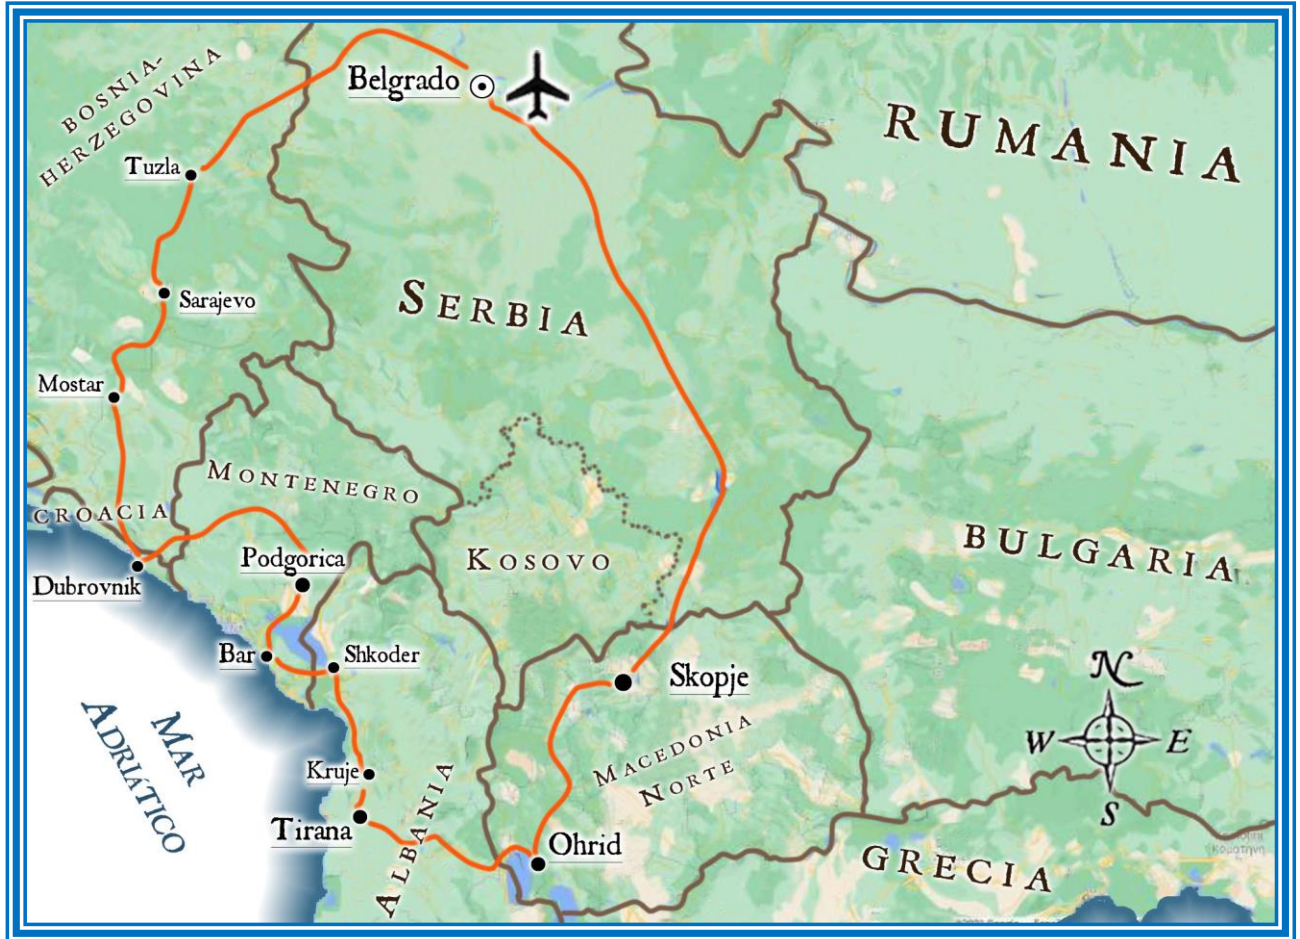 BOSNIA-
HERZEGOVINA
Belgrado
RUMANIA
Tuzla
SERBIA
Sarajevo
Mostar
MONTENEGRO
CROACIA
KOSOVO
BULGARIA
Podgorica
Dubrovnik
Bar
Shkoder
Skopje
N
W
E
S
MAR
ADRIÁTICO
MACEDONIA
NORTE
Kruje
Tirana
ALBANIA
Ohrid
GRECIA
Κομοτηνή